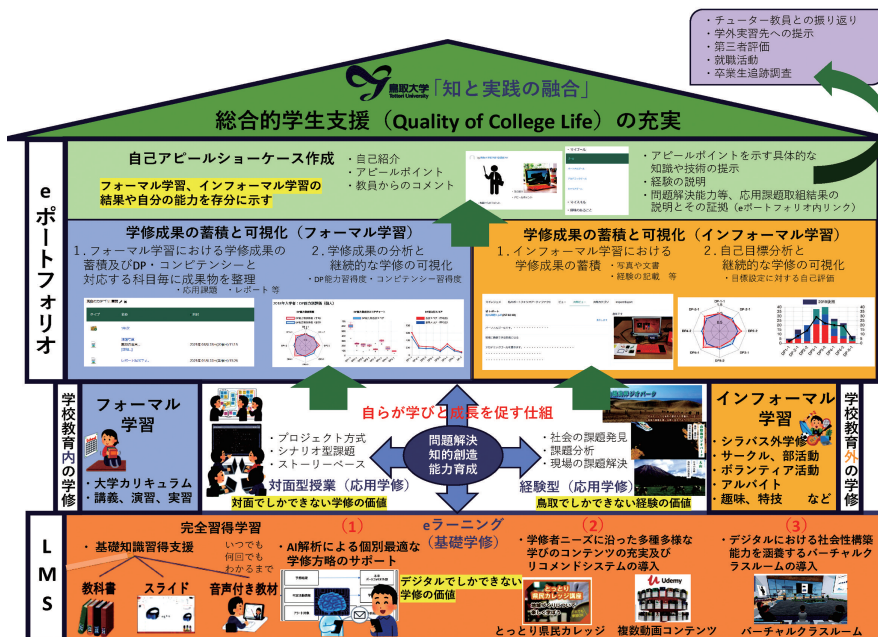 ・チューター教員との振り返り
・学外実習先への提示
・第三者評価
・就職活動
・卒業生追跡調査
鳥取大学
Tottori University
「知と実践の融合」
総合的学生支援（Quality of College Life）の充実
eポートフォリオ
自己アピールショーケース作成
フォーマル学習、インフォーマル学習の
結果や自分の能力を存分に示す
・自己紹介
・アピールポイント
・教員からのコメント
・アピールポイントを示す具体的な
知識や技術の提示
・経験の説明
・問題解決能力等、応用課題取組結果の
説明とその証拠（eポートフォリオ内リンク）
学修成果の蓄積と可視化（フォーマル学習）
1．フォーマル学習における学修成果の
蓄積及びDP・コンピテンシーと
対応する科目毎に成果物を整理
・応用課題 ・レポート 等
2．学修成果の分析と
継続的な学修の可視化
・DP能力習得度・コンピテンシー習得度
学修成果の蓄積と可視化（インフォーマル学習）
1．インフォーマル学習における
学修成果の蓄積
・写真や文書
・経験の記載 等
2．自己目標分析と
継続的な学修の可視化
・目標設定に対する自己評価
学校教育内の学修
フォーマル
学習
・大学カリキュラム
・講義、演習、実習
自らが学びと成長を促す仕組
・プロジェクト方式
・シナリオ型課題
・ストーリーベース
対面型授業（応用学修）
対面でしかできない学修の価値
問題解決
知的創造
能力育成
・社会の課題発見
・課題分析
・現場の課題解決
経験型（応用学修）
鳥取でしかできない経験の価値
インフォーマル
学習
・シラバス外学修
・サークル、部活動
・ボランティア活動
・アルバイト
・趣味、特技 など
学校教育外の学修
LMS
完全習得学習
・基礎知識習得支援
いつでも
何回でも
わかるまで
教科書
スライド
音声付き教材
（1）
・AI解析による個別最適な
学修方略のサポート
eラーニング
（基礎学修）
デジタルでしかできない
学修の価値
（2）
・学修者ニーズに沿った多種多様な
学びのコンテンツの充実及び
リコメンドシステムの導入
とっとり
県民カレッジ講座
Udemy
とっとり県民カレッジ
複数動画コンテンツ
（3）
・デジタルにおける社会性構築
能力を涵養するバーチャルク
ラスルームの導入
バーチャルクラスルーム